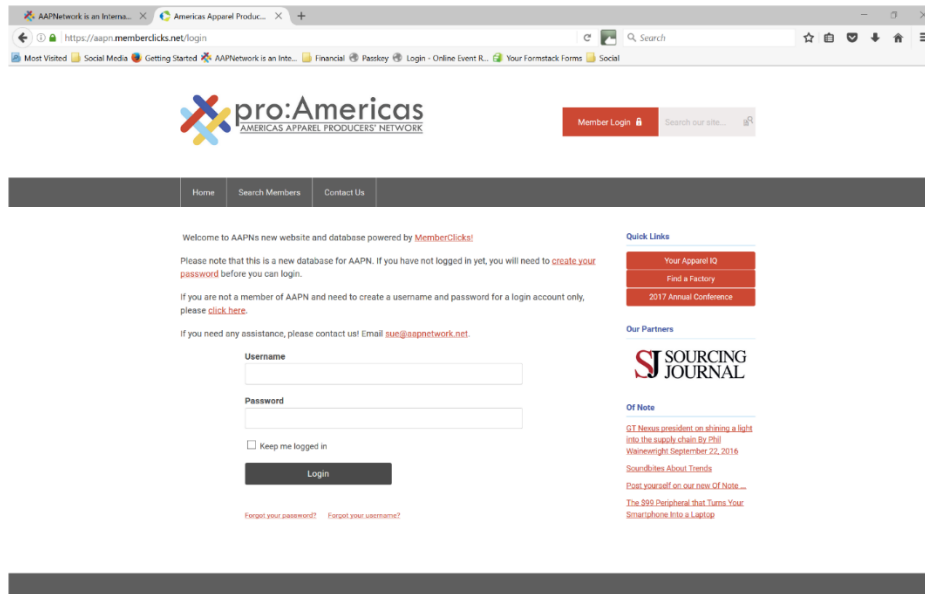 AAPNetwork is an Interna... Americas Apparel Produc...
https://aapn.memberclicks.net/login Search
Most Visited Social Media Getting Started AAPNetwork is an Inte... Financial Passkey Login - Online Event R... Your Formstack Forms Social
pro:Americas
AMERICAS APPAREL PRODUCERS' NETWORK
Member Login Search our site...
Home Search Members Contact Us
Welcome to AAPNs new website and database powered by MemberClicks!
Please note that this is a new database for AAPN. If you have not logged in yet, you will need to create your
password before you can login.
If you are not a member of AAPN and need to create a username and password for a login account only,
please click here.
If you need any assistance, please contact us! Email sue@aapnetwork.net.
Username
Password
Keep me logged in
Login
Forgot your password? Forgot your username?
Quick Links
Your Apparel IQ
Find a Factory
2017 Annual Conference
Our Partners
SJ SOURCING
JOURNAL
Of Note
GT Nexus president on shining a light
into the supply chain By Phil
Wainewright September 22, 2016
Soundbites About Trends
Post yourself on our new Of Note ...
The $99 Peripheral that Turns Your
Smartphone Into a Laptop